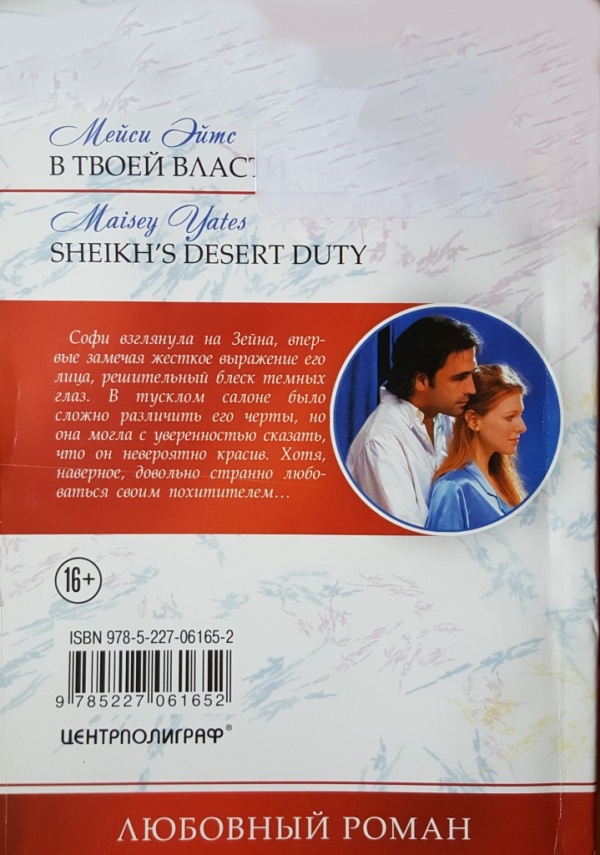 Мейси Эйтс
В ТВОЕЙ
Maisey Yates
SHEIKH'S DESERT DUTY
Софи взглянула на Зейна, впер-
вые замечая жесткое выражение его
лица, решительный блеск темных
глаз. В тусклом салоне было
сложно различить его черты, но
она могла с уверенностью сказать,
что он невероятно красив. Хотя,
наверное, довольно странно любо-
ваться своим похитителем...
16+
ISBN 978-5-227-06165-2
9 785227 061652
ЦЕНТРПОЛИГРАФ®
ЛЮБОВНЫЙ РОМАН